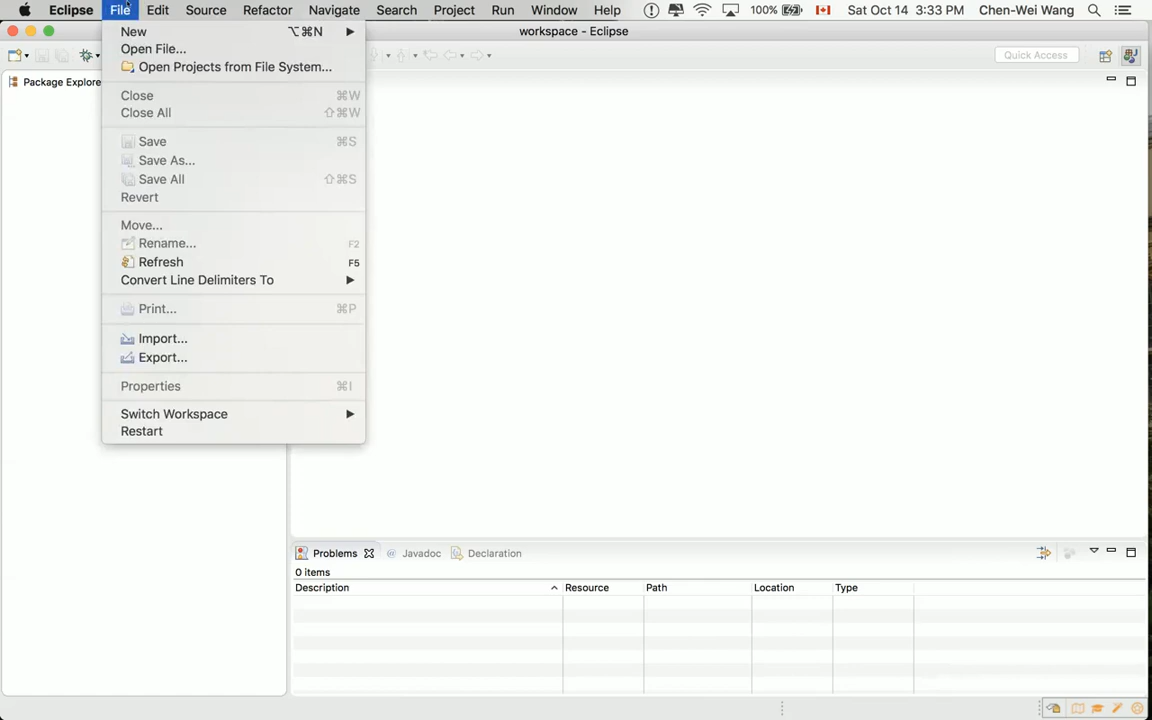 Eclipse File Edit Source Refactor Navigate Search Project Run Window Help 100% Sat Oct 14 3:33 PM Chen-Wei Wang
workspace - Eclipse
Quick Access
Package Explore
New ⌥⌘N
Open File...
Open Projects from File System...
Close ⌘W
Close All ⇧⌘W
Save ⌘S
Save As...
Save All ⇧⌘S
Revert
Move...
Rename... F2
Refresh F5
Convert Line Delimiters To
Print... ⌘P
Import...
Export...
Properties ⌘I
Switch Workspace
Restart
Problems @ Javadoc Declaration
0 items
Description Resource Path Location Type